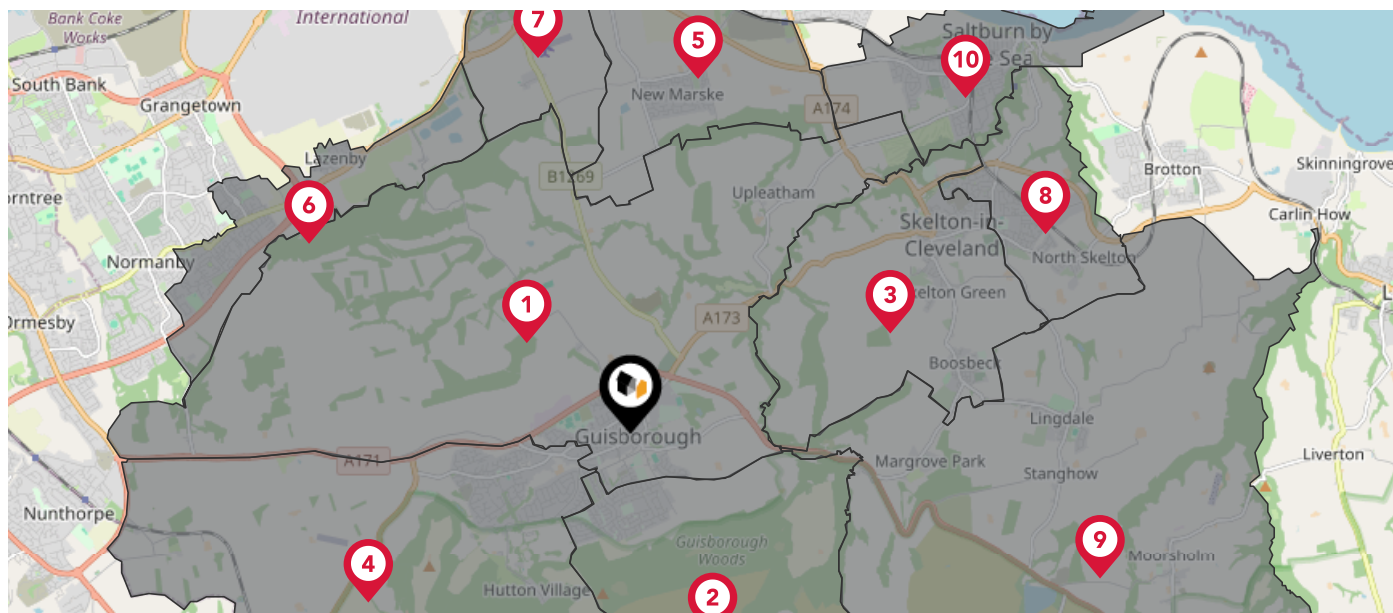 Bank Coke
Works
International
7
5
Saltburn by
e Sea
10
South Bank
Grangetown
New Marske
A174
Lazenby
B1269
Upleatham
Brotton
Skinningrove
orntree
6
8
Carlin How
Normanby
Skelton-in-
Cleveland
North Skelton
1
3
kelton Green
Ormesby
A173
L
Boosbeck
Guisborough
Lingdale
A171
Margrove Park
Stanghow
Liverton
Nunthorpe
4
Guisborough
Woods
9
Moorsholm
Hutton Village
2